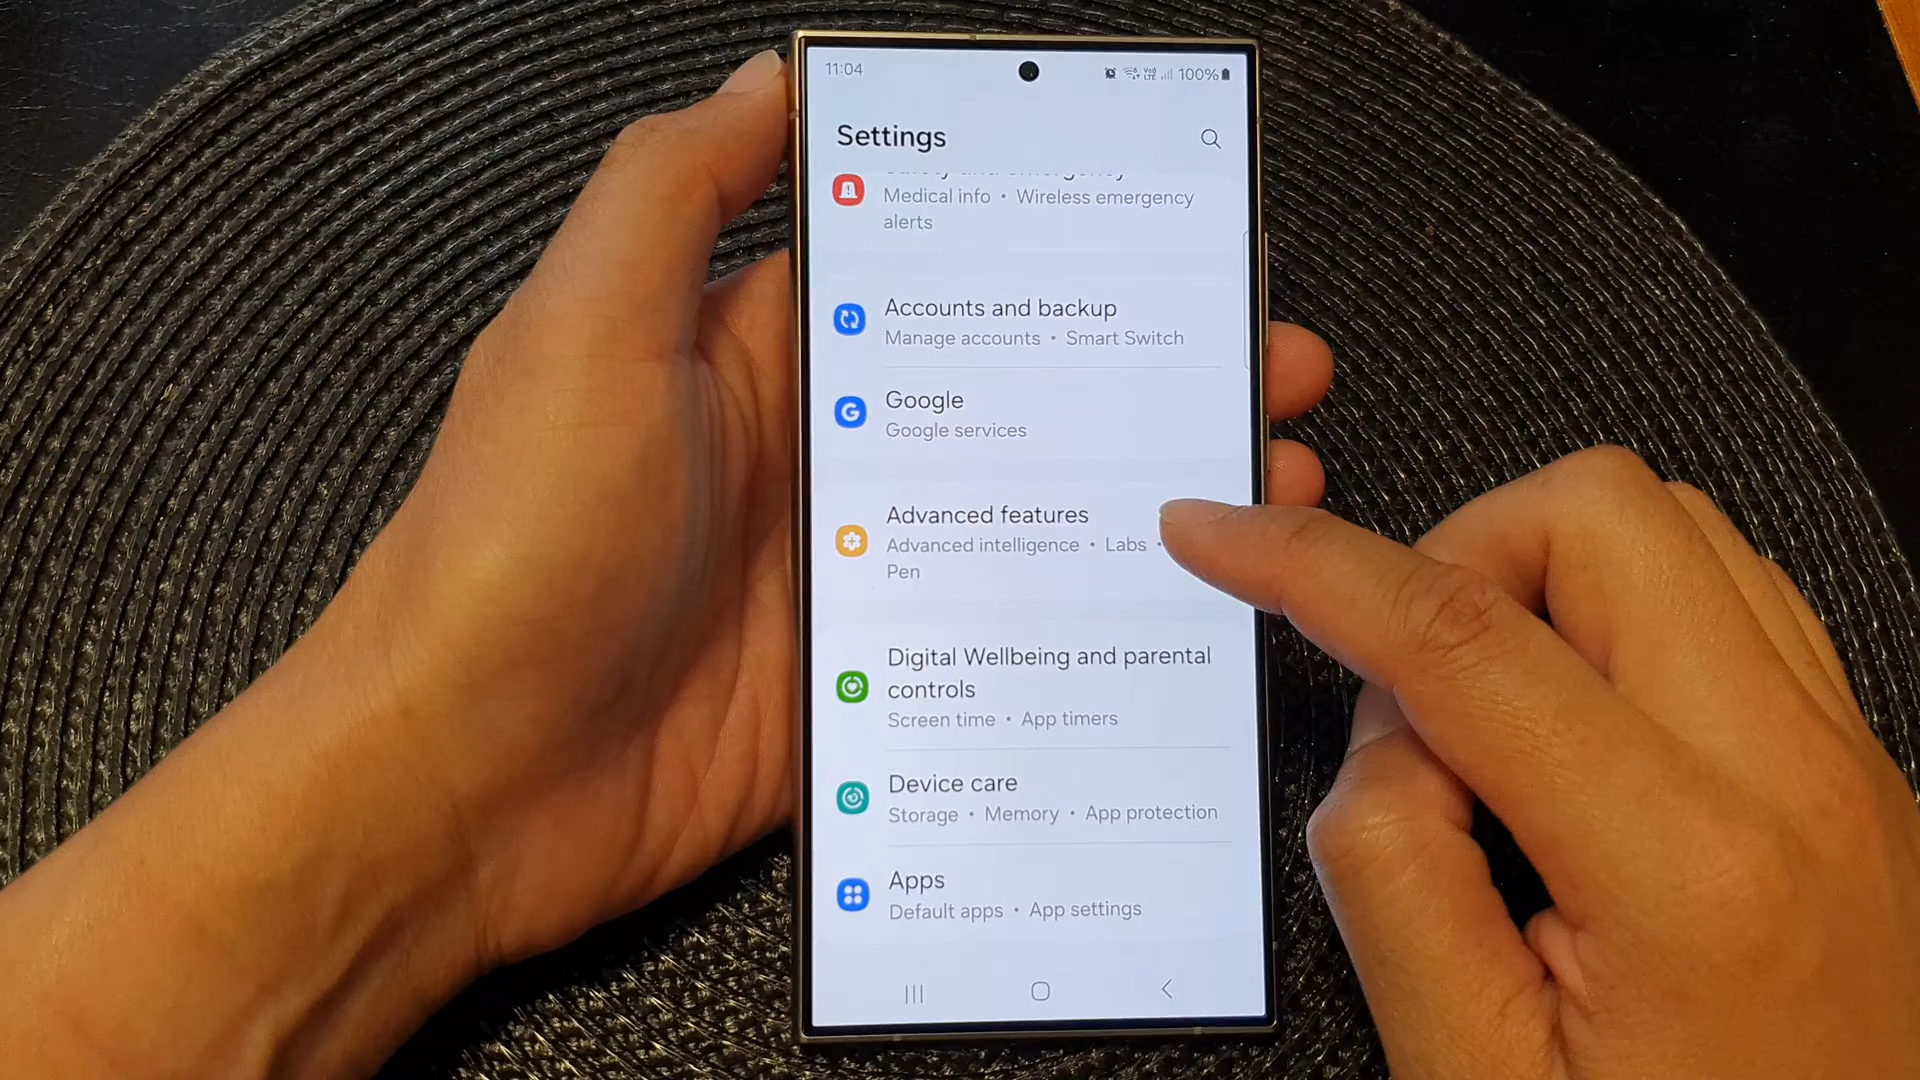 11:04
100%
Settings
Medical info • Wireless emergency
alerts
Accounts and backup
Manage accounts • Smart Switch
Google
Google services
Advanced features
Advanced intelligence • Labs •
Pen
Digital Wellbeing and parental
controls
Screen time • App timers
Device care
Storage • Memory • App protection
Apps
Default apps • App settings